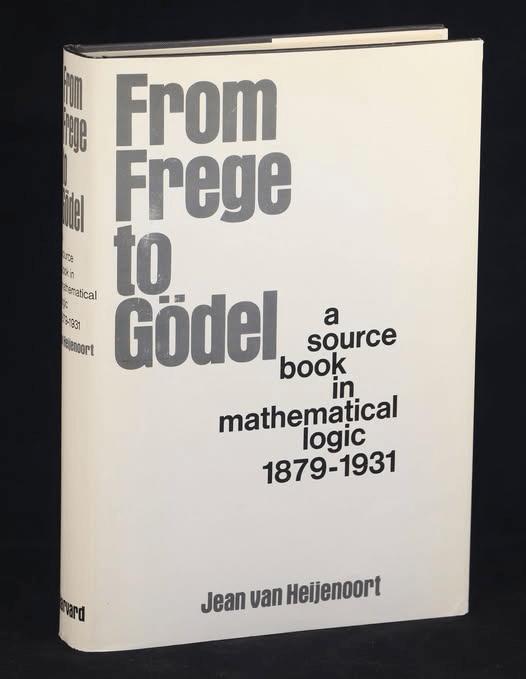 From
Frege
to
Gödel
a
source
book
in
mathematical
logic
1879-1931
Jean van Heijenoort
From
Frege
to
Gödel
source
book in
mathematical
logic
1879-1931
Heijenoort
Harvard